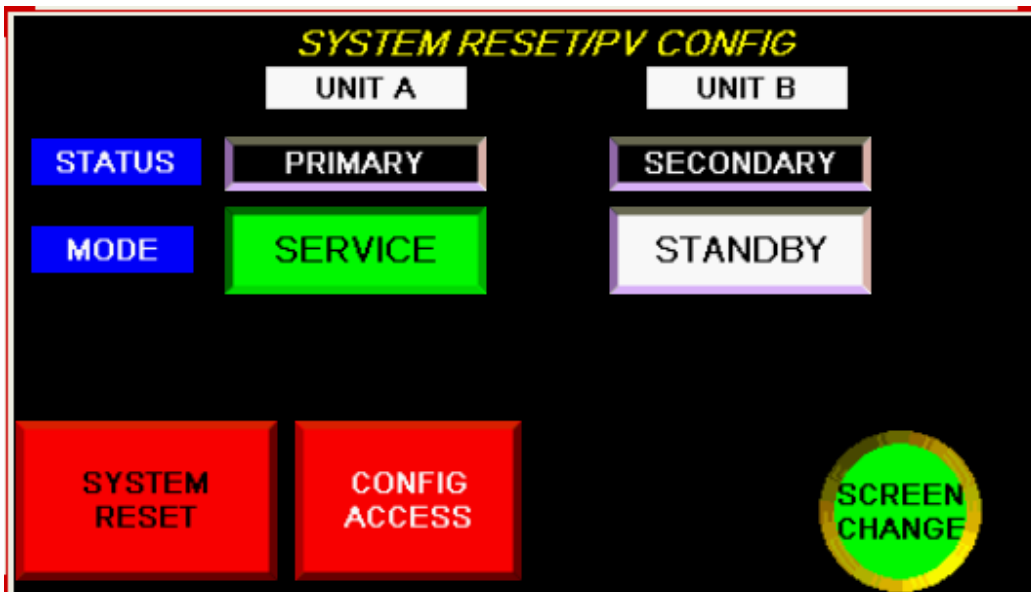 SYSTEM RESET/PV CONFIG
UNIT A
UNIT B
STATUS
PRIMARY
SECONDARY
MODE
SERVICE
STANDBY
SYSTEM
RESET
CONFIG
ACCESS
SCREEN
CHANGE